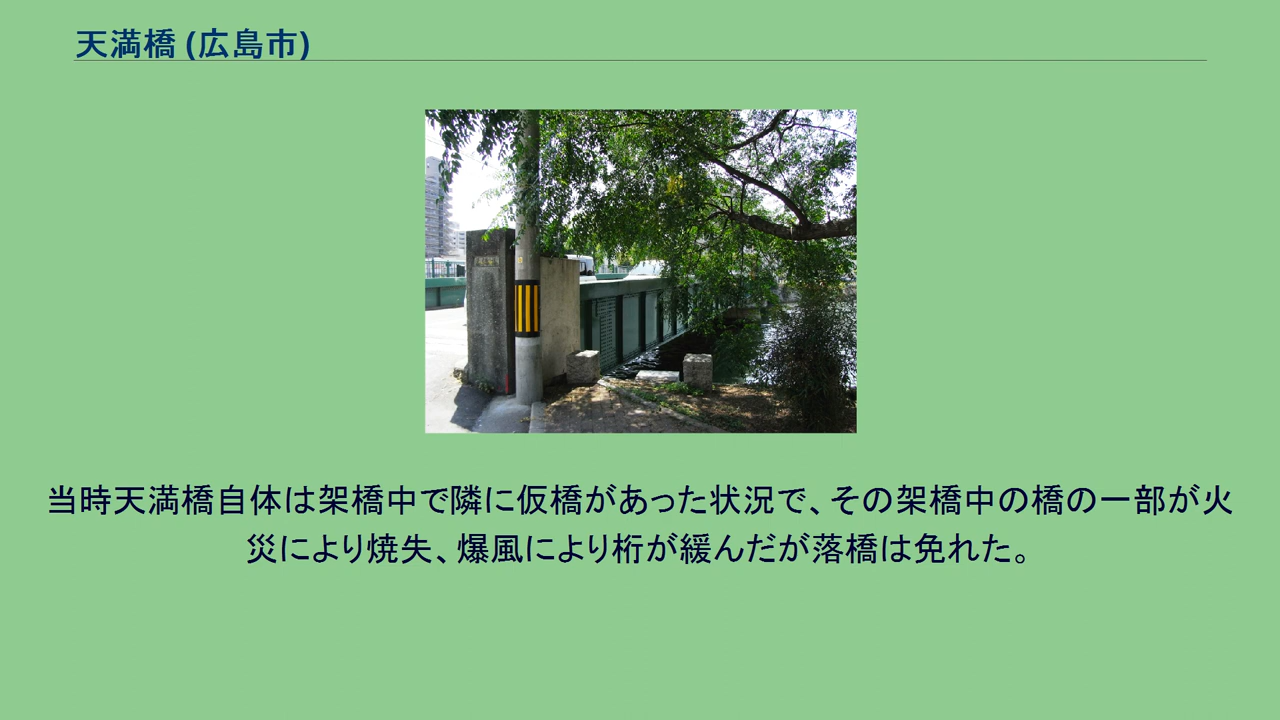 天満橋 (広島市)
当時天満橋自体は架橋中で隣に仮橋があった状況で、その架橋中の橋の一部が火
災により焼失、爆風により桁が緩んだが落橋は免れた。